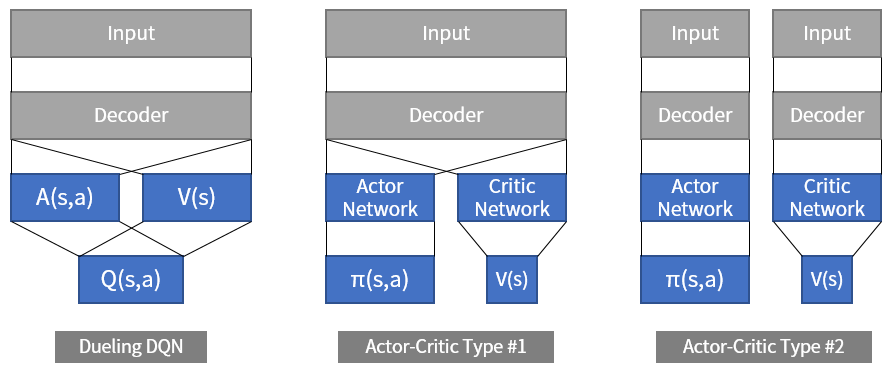 Input
Decoder
A(s,a)
V(s)
Q(s,a)
Dueling DQN
Input
Decoder
Actor
Network
Critic
Network
π(s,a)
V(s)
Actor-Critic Type #1
Input
Input
Decoder
Decoder
Actor
Network
Critic
Network
π(s,a)
V(s)
Actor-Critic Type #2